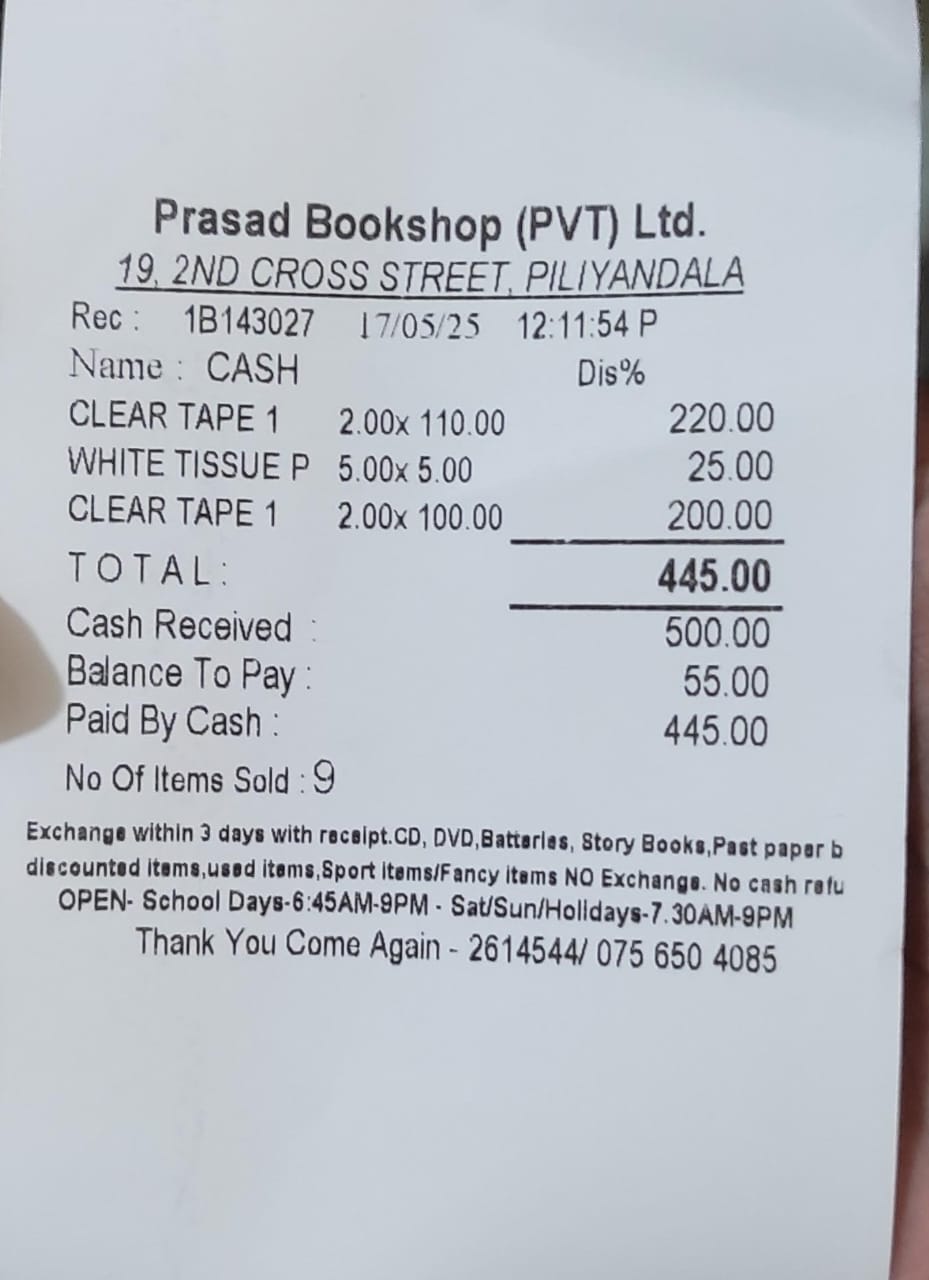 Prasad Bookshop (PVT) Ltd.
19, 2ND CROSS STREET, PILIYANDALA
Rec : 1B143027 17/05/25 12:11:54 P
Name : CASH Dis%
CLEAR TAPE 1 2.00x 110.00 220.00
WHITE TISSUE P 5.00x 5.00 25.00
CLEAR TAPE 1 2.00x 100.00 200.00
TOTAL: 445.00
Cash Received : 500.00
Balance To Pay : 55.00
Paid By Cash : 445.00
No Of Items Sold : 9
Exchange within 3 days with receipt.CD, DVD,Batteries, Story Books,Past paper b
discounted items,used items,Sport items/Fancy items NO Exchange. No cash refu
OPEN- School Days-6:45AM-9PM - Sat/Sun/Holidays-7.30AM-9PM
Thank You Come Again - 2614544/ 075 650 4085